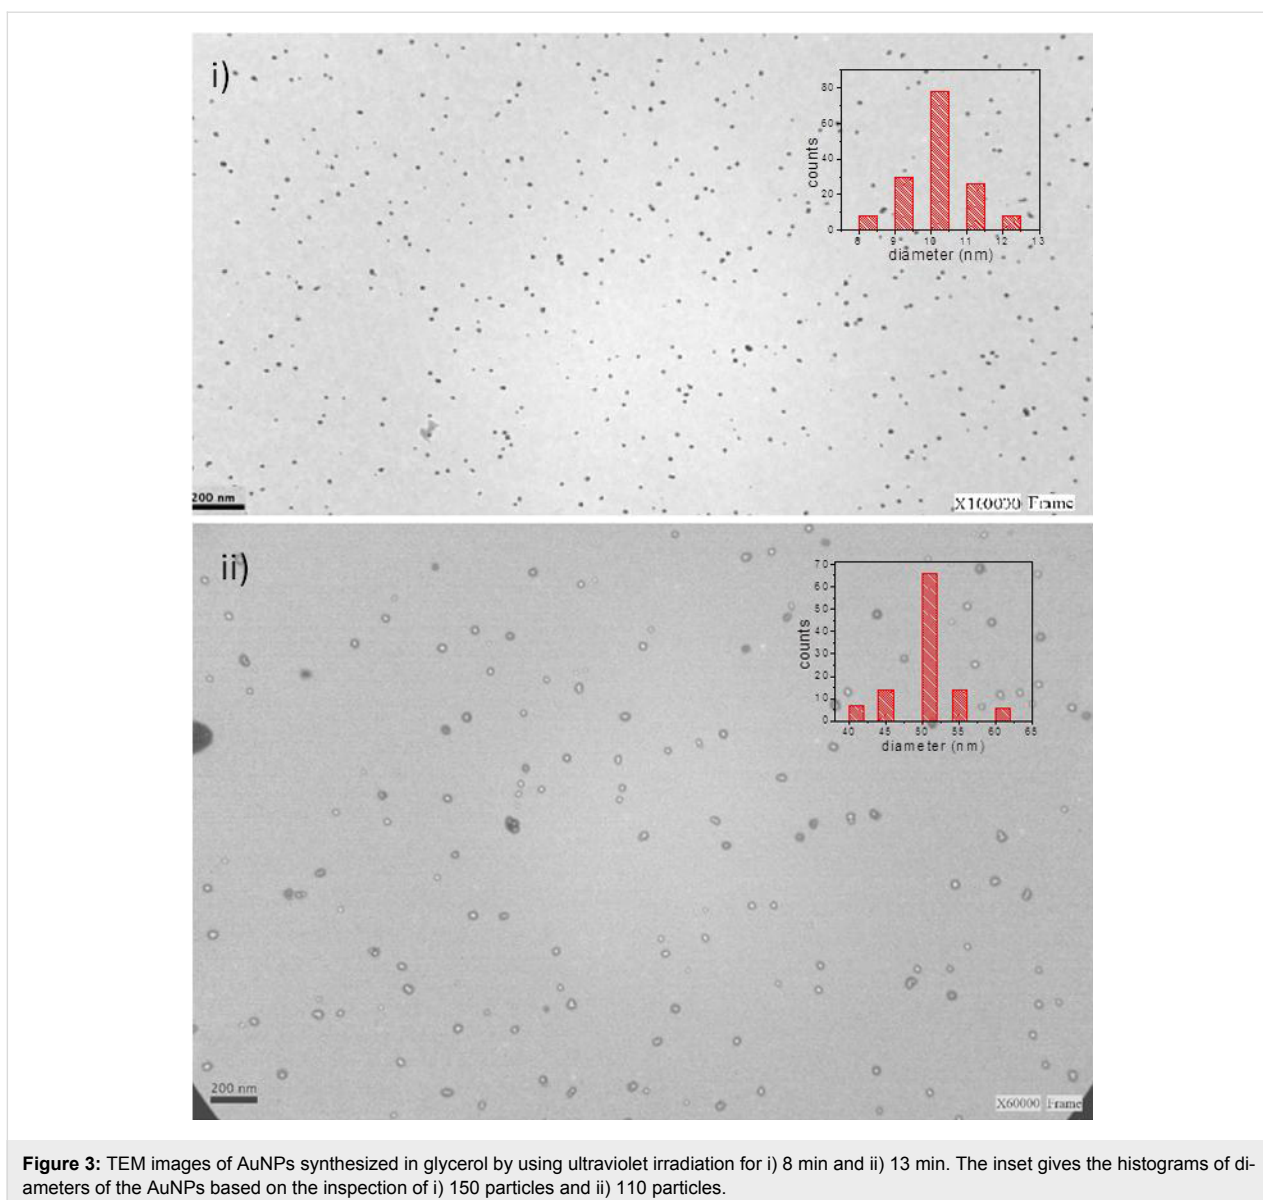 i)
80
60
counts
40
20
0
8 9 10 11 12 13
diameter (nm)
200 nm
X100000 Frame
ii)
70
60
50
counts
40
30
20
10
0
40 45 50 55 60 65
diameter (nm)
200 nm
X60000 Frame
Figure 3: TEM images of AuNPs synthesized in glycerol by using ultraviolet irradiation for i) 8 min and ii) 13 min. The inset gives the histograms of di-
ameters of the AuNPs based on the inspection of i) 150 particles and ii) 110 particles.